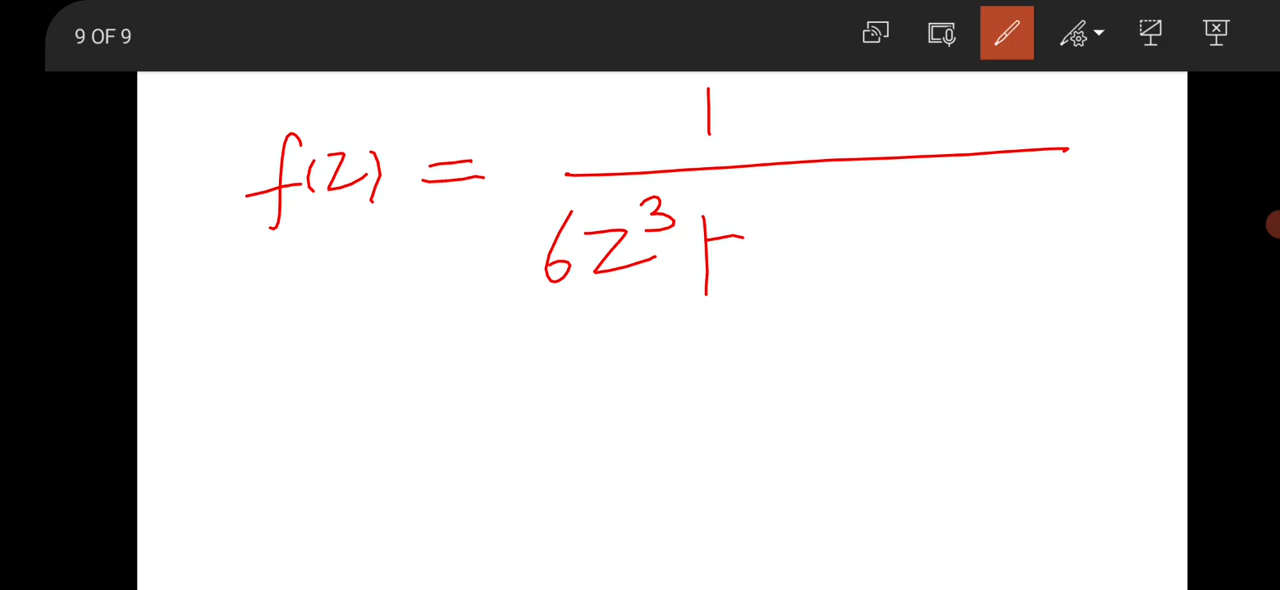 9 OF 9
f(z) = 1 / 6z³ +